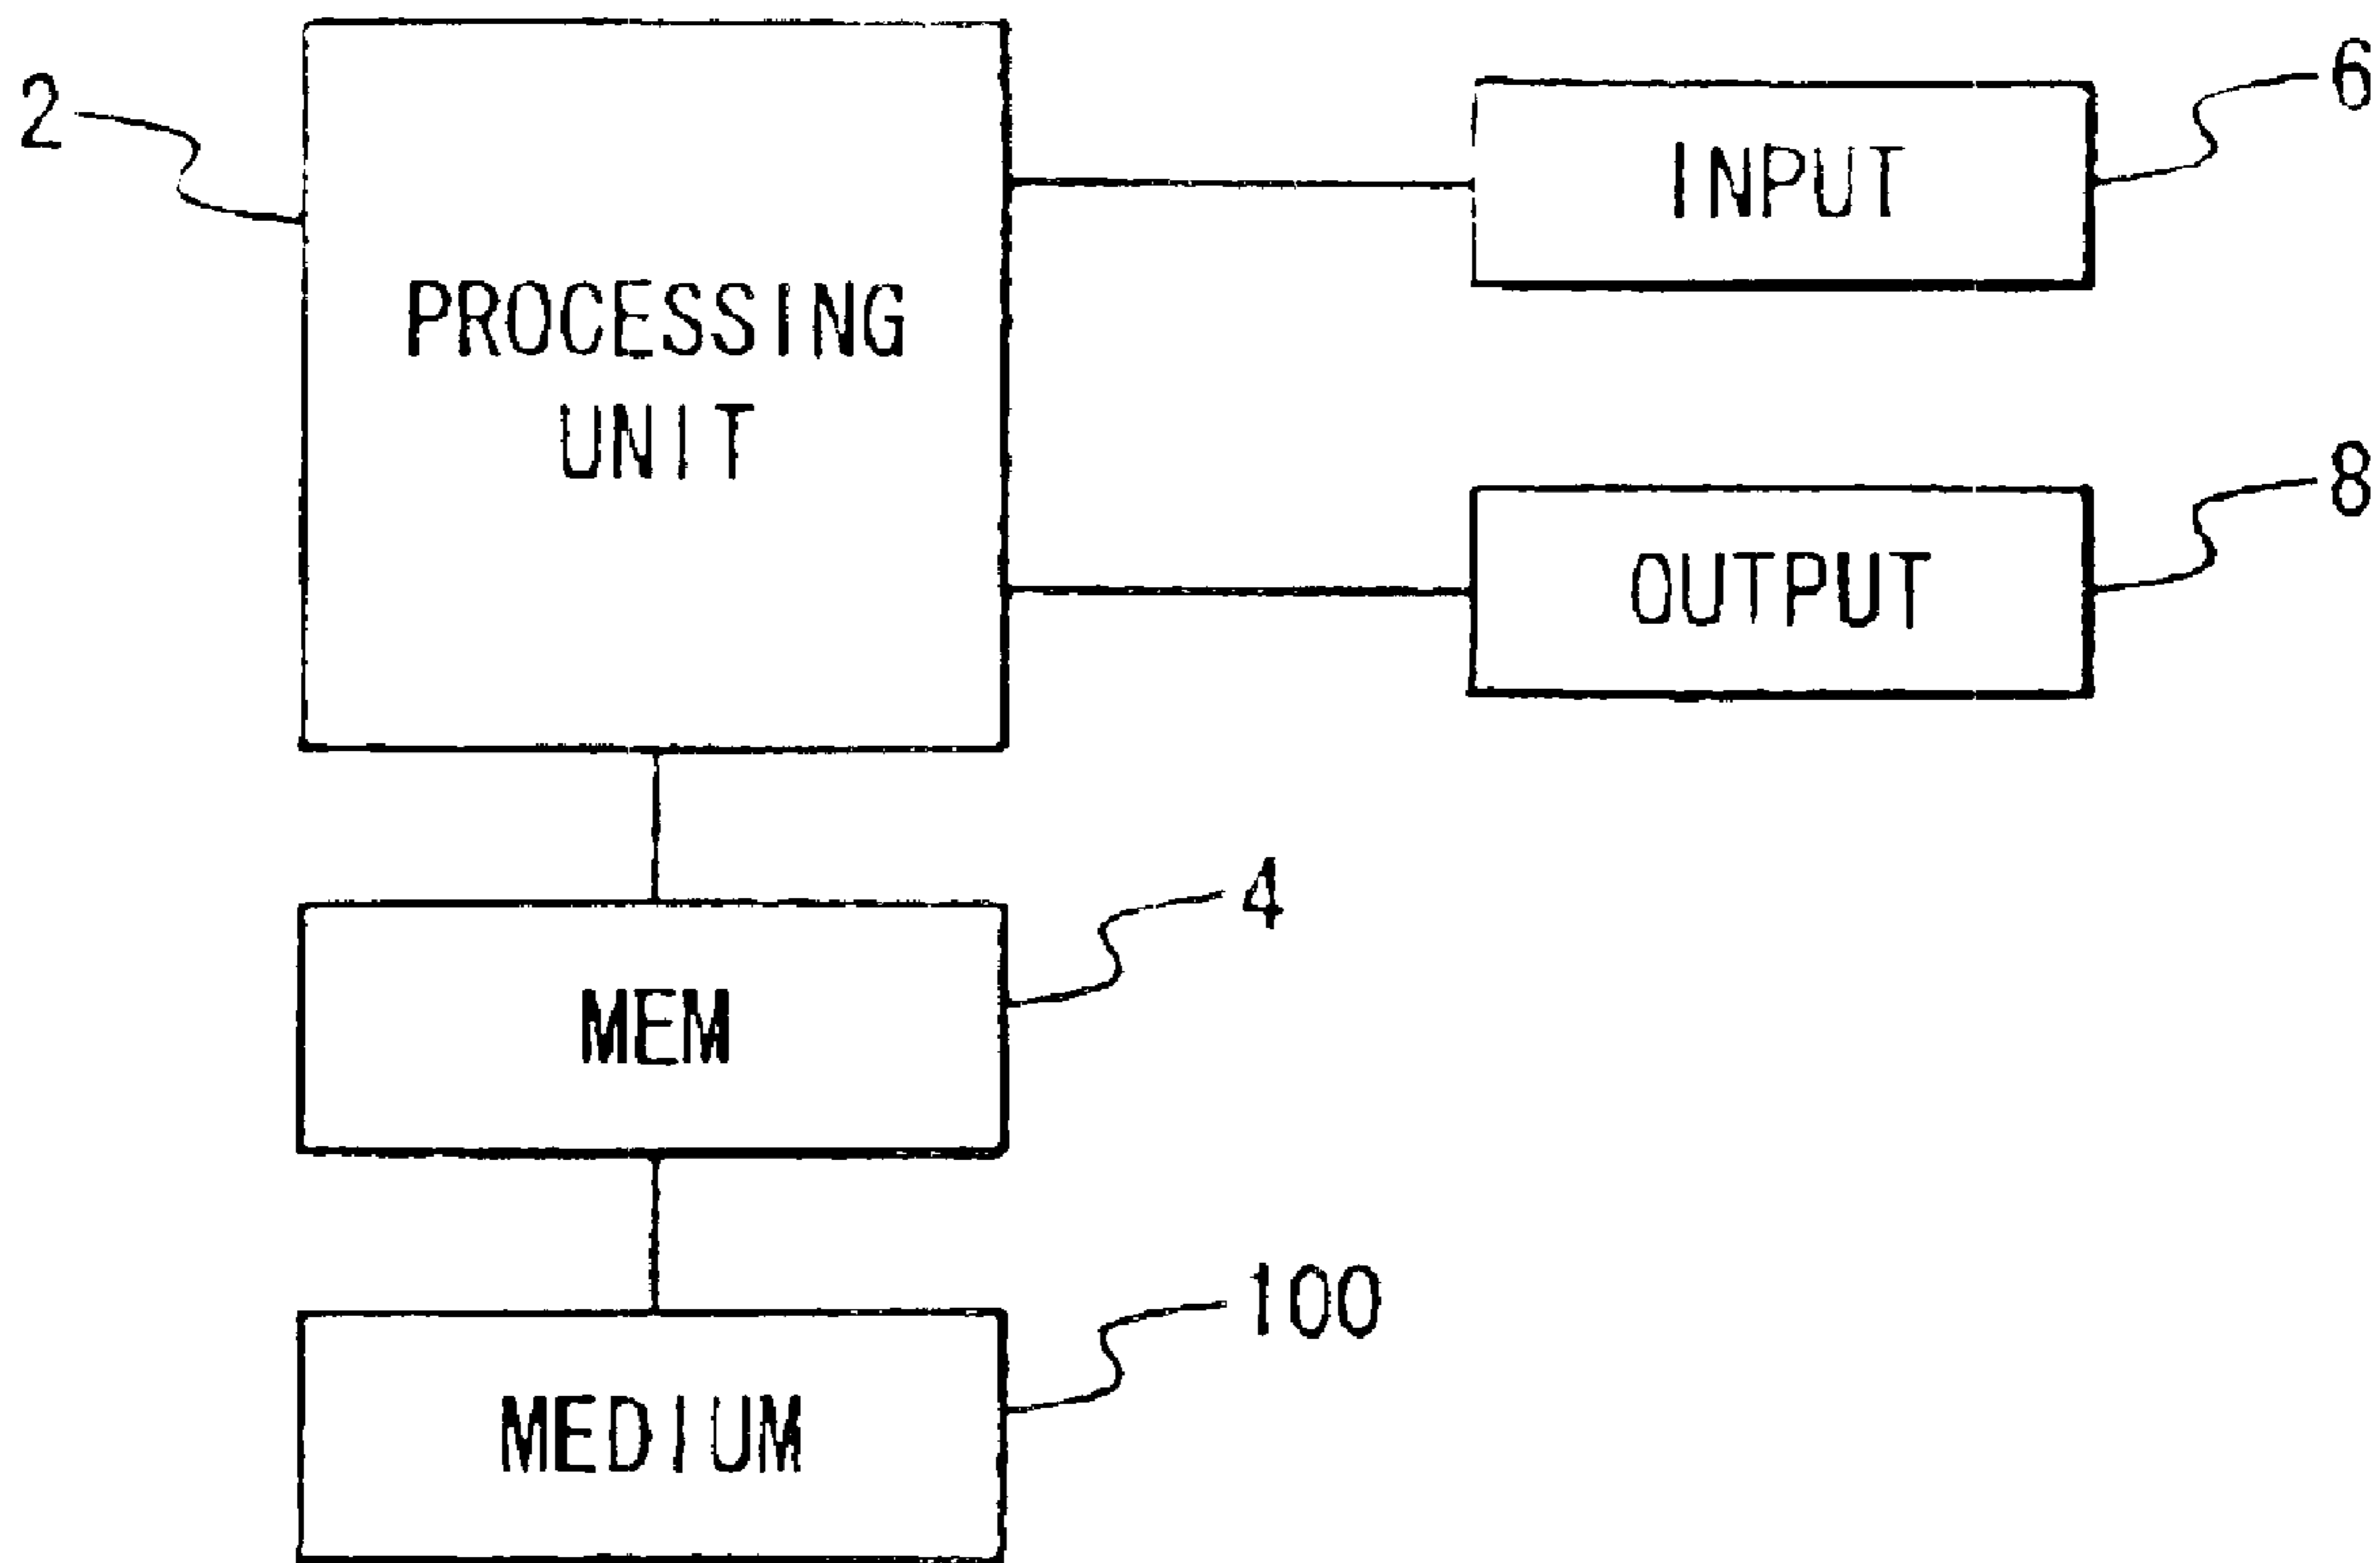 2
PROCESSING
UNIT
INPUT
6
OUTPUT
8
MEM
4
MEDIUM
100